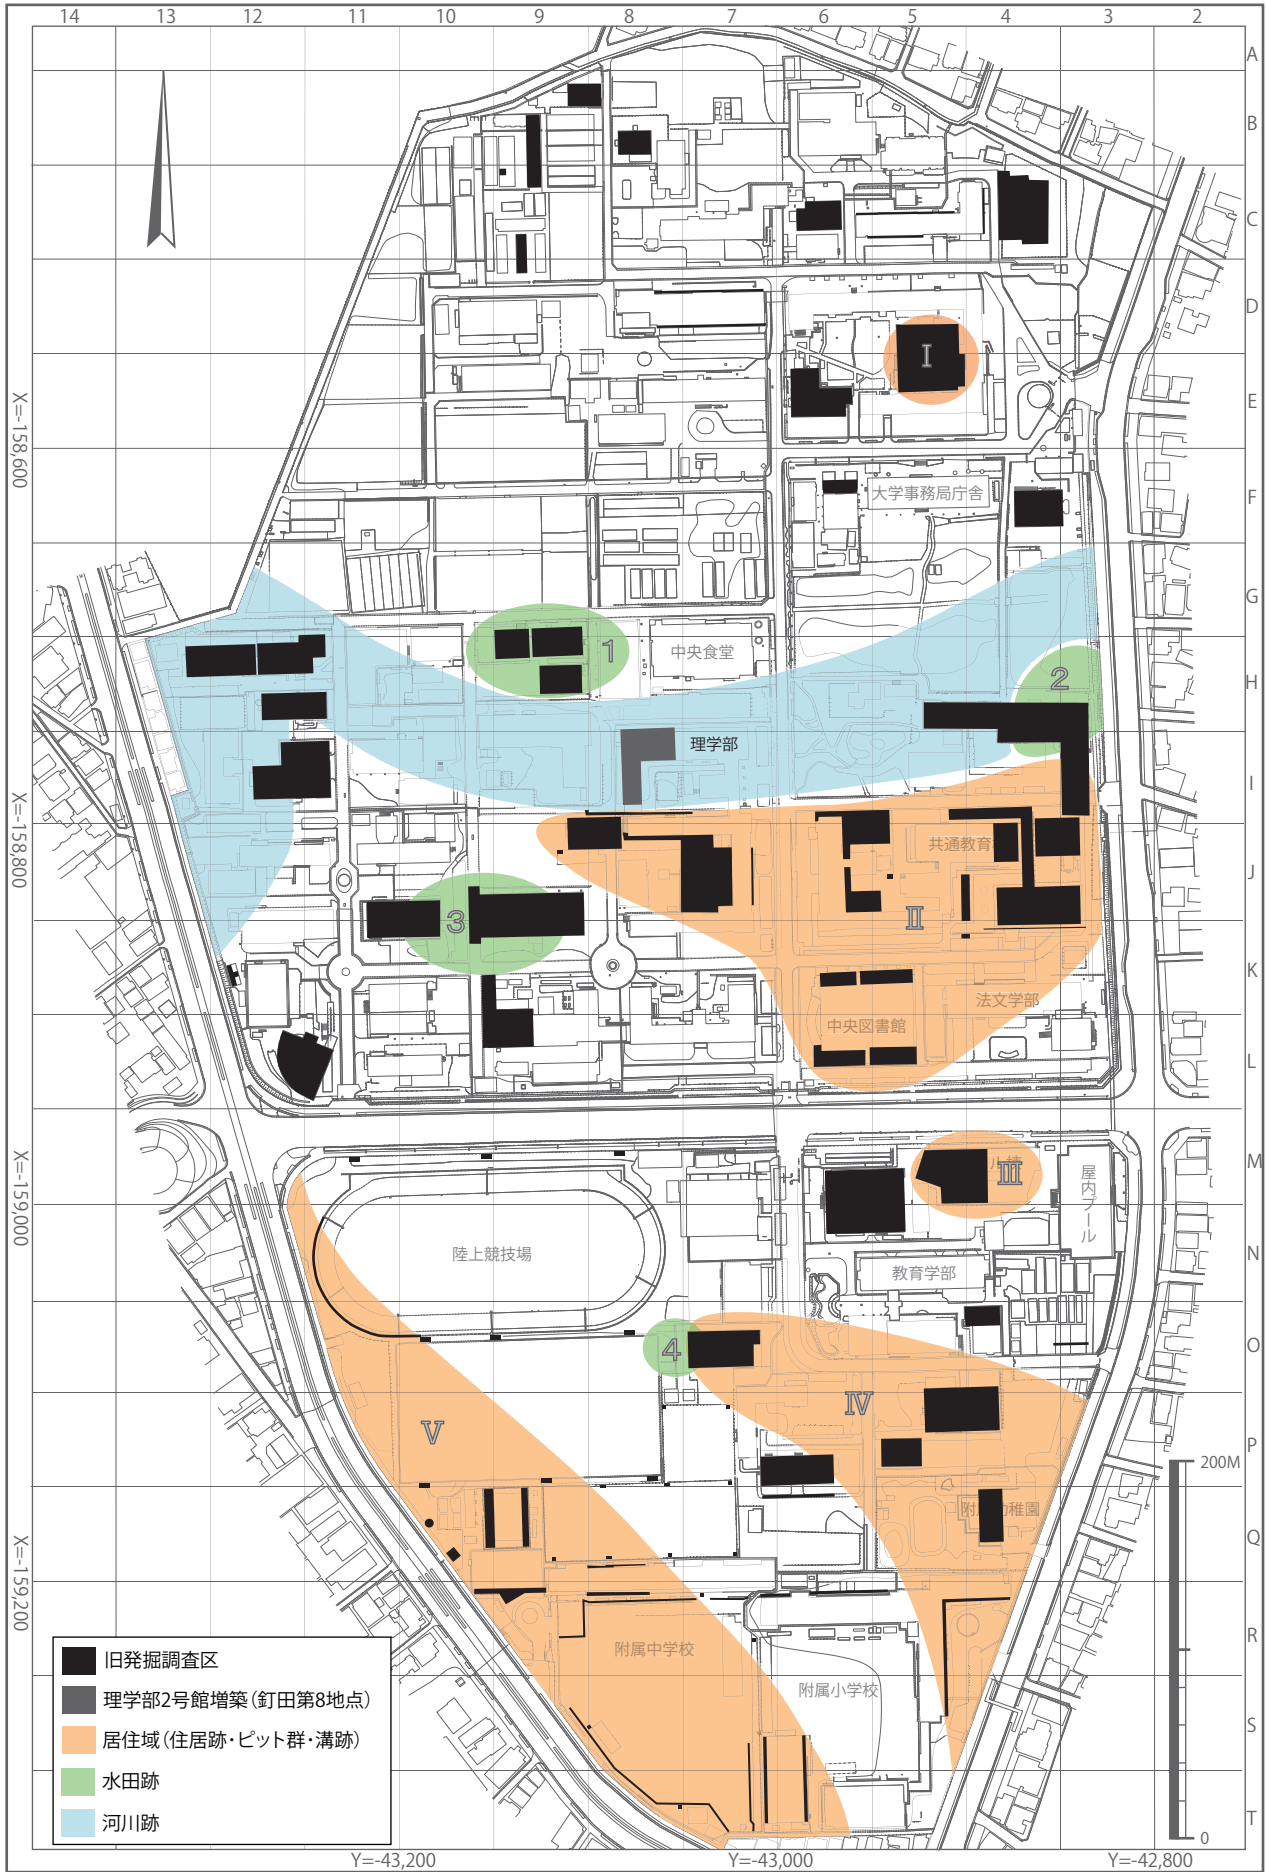 14 13 12 11 10 9 8 7 6 5 4 3 2
A
B
C
D
I
E
X=-158,600
大学事務局庁舎
F
G
1
中央食堂
2
H
理学部
I
X=-158,800
共通教育
J
3
II
K
法文学部
中央図書館
L
X=-159,000
III
M
屋内プール
陸上競技場
教育学部
N
4
O
IV
V
P
200M
Q
X=-159,200
附属中学校
R
附属小学校
S
0
T
旧発掘調査区
理学部2号館増築(釘田第8地点)
居住域(住居跡・ピット群・溝跡)
水田跡
河川跡
Y=-43,200 Y=-43,000 Y=-42,800